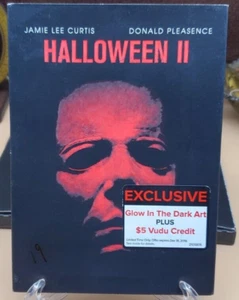 JAMIE LEE CURTIS DONALD PLEASENCE
HALLOWEEN II
EXCLUSIVE
Glow In The Dark Art
PLUS
$5 Vudu Credit